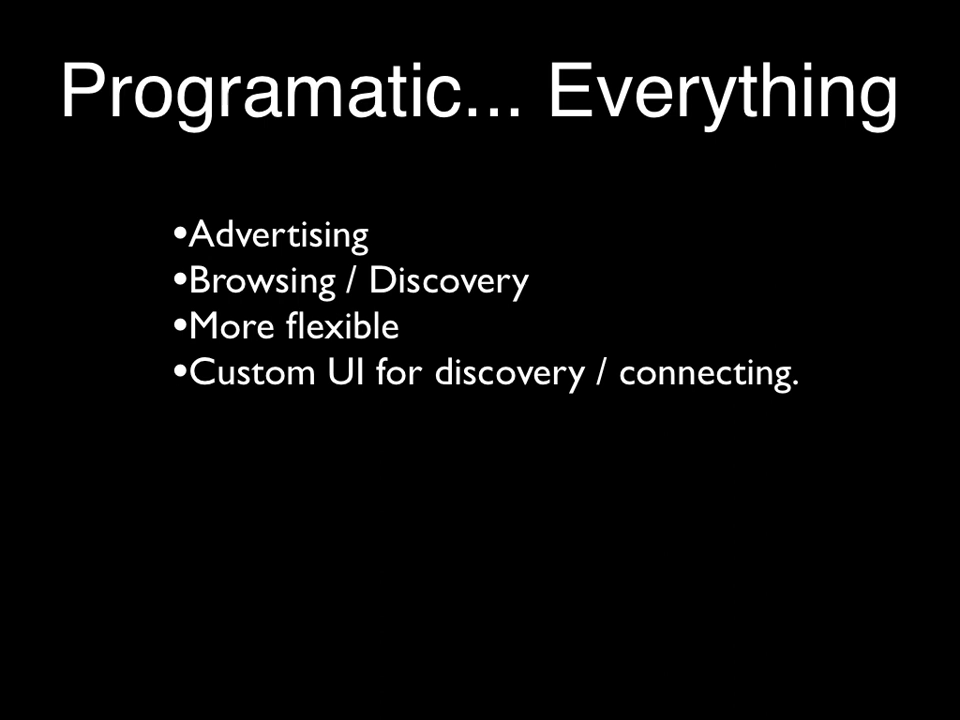 Programatic... Everything
•Advertising
•Browsing / Discovery
•More flexible
•Custom UI for discovery / connecting.